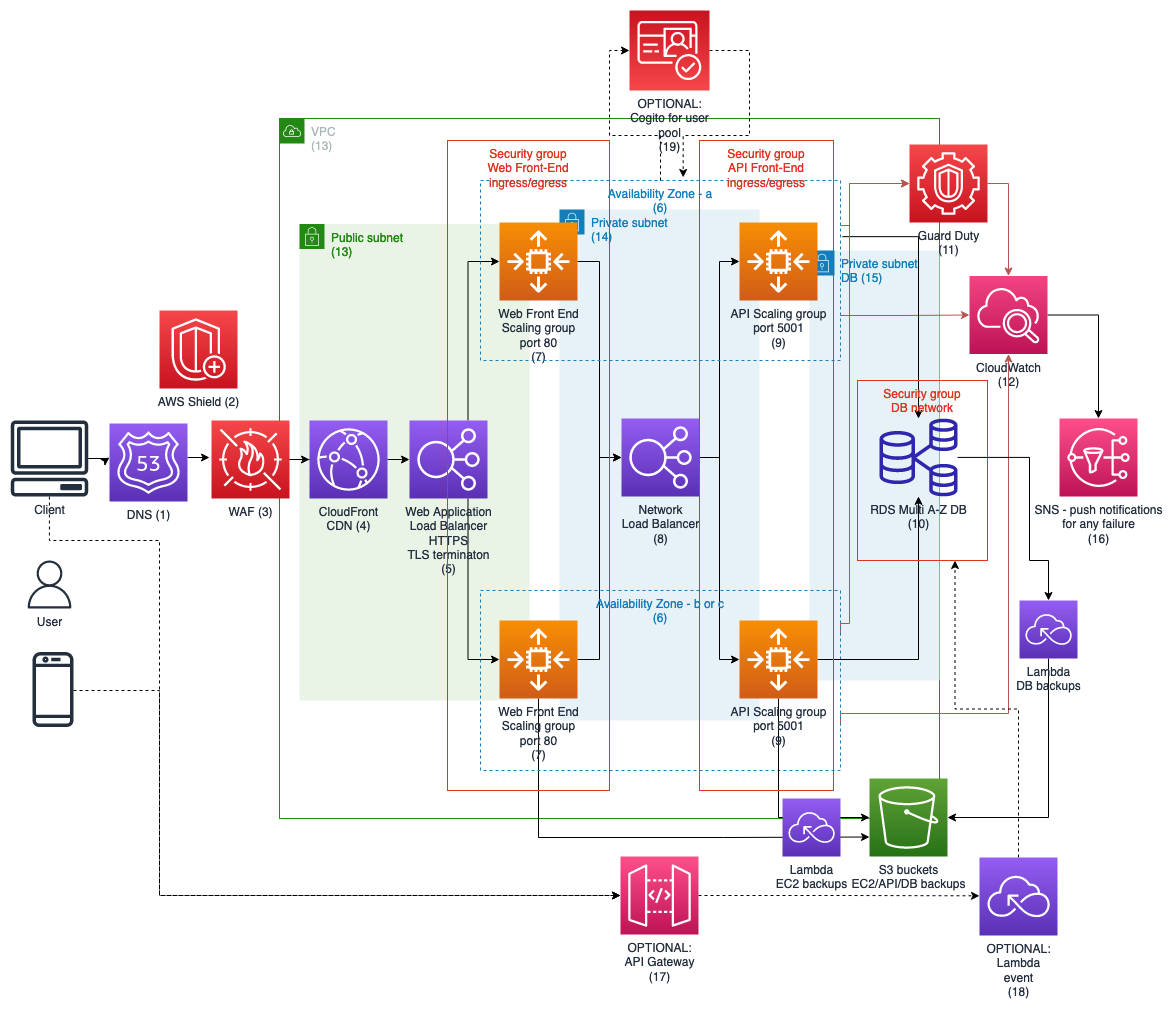 OPTIONAL:
Cogito for user
pool
(19)
VPC
(13)
Security group
Web Front-End
ingress/egress
Security group
API Front-End
ingress/egress
Availability Zone - a
(6)
Private subnet
(14)
Public subnet
(13)
Guard Duty
(11)
Private subnet
DB (15)
Web Front End
Scaling group
port 80
(7)
API Scaling group
port 5001
(9)
CloudWatch
(12)
AWS Shield (2)
Security group
DB network
53
Client
DNS (1)
WAF (3)
CloudFront
CDN (4)
Web Application
Load Balancer
HTTPS
TLS terminaton
(5)
Network
Load Balancer
(8)
RDS Multi A-Z DB
(10)
SNS - push notifications
for any failure
(16)
User
Availability Zone - b or c
(6)
Lambda
DB backups
Web Front End
Scaling group
port 80
(7)
API Scaling group
port 5001
(9)
Lambda
EC2 backups
S3 buckets
EC2/API/DB backups
OPTIONAL:
API Gateway
(17)
OPTIONAL:
Lambda
event
(18)